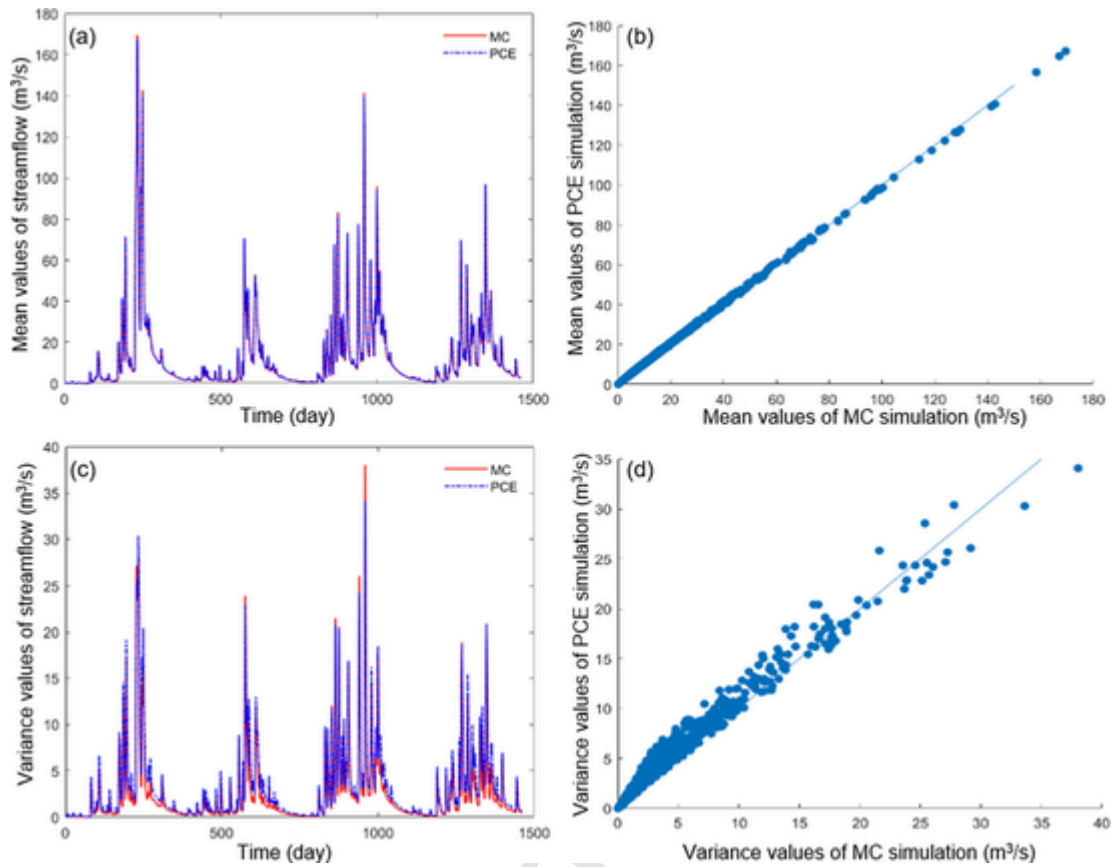 (a)
MC
PCE
Mean values of streamflow (m³/s)
180
160
140
120
100
80
60
40
20
0
0 500 1000 1500
Time (day)
(b)
Mean values of PCE simulation (m³/s)
180
160
140
120
100
80
60
40
20
0
0 20 40 60 80 100 120 140 160 180
Mean values of MC simulation (m³/s)
(c)
MC
PCE
Variance values of streamflow (m³/s)
40
35
30
25
20
15
10
5
0
0 500 1000 1500
Time (day)
(d)
Variance values of PCE simulation (m³/s)
35
30
25
20
15
10
5
0
0 5 10 15 20 25 30 35 40
Variance values of MC simulation (m³/s)